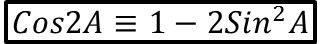 Cos2A ≡ 1 − 2Sin²A